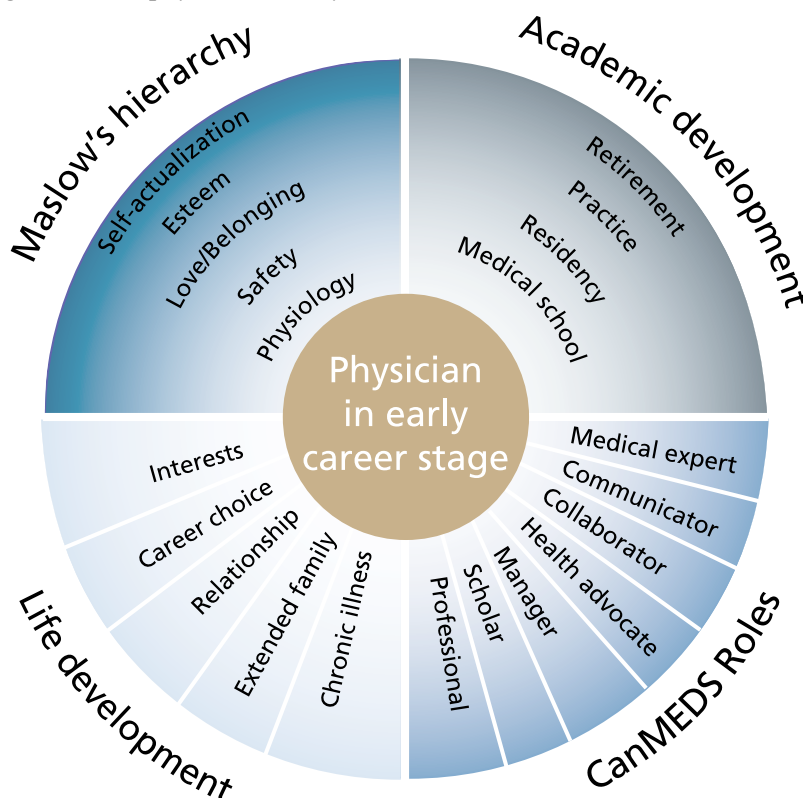 Maslow's hierarchy
Self-actualization
Esteem
Love/Belonging
Safety
Physiology
Academic development
Retirement
Practice
Residency
Medical school
Physician
in early
career stage
Life development
Interests
Career choice
Relationship
Extended family
Chronic illness
CanMEDS Roles
Medical expert
Communicator
Collaborator
Health advocate
Manager
Scholar
Professional